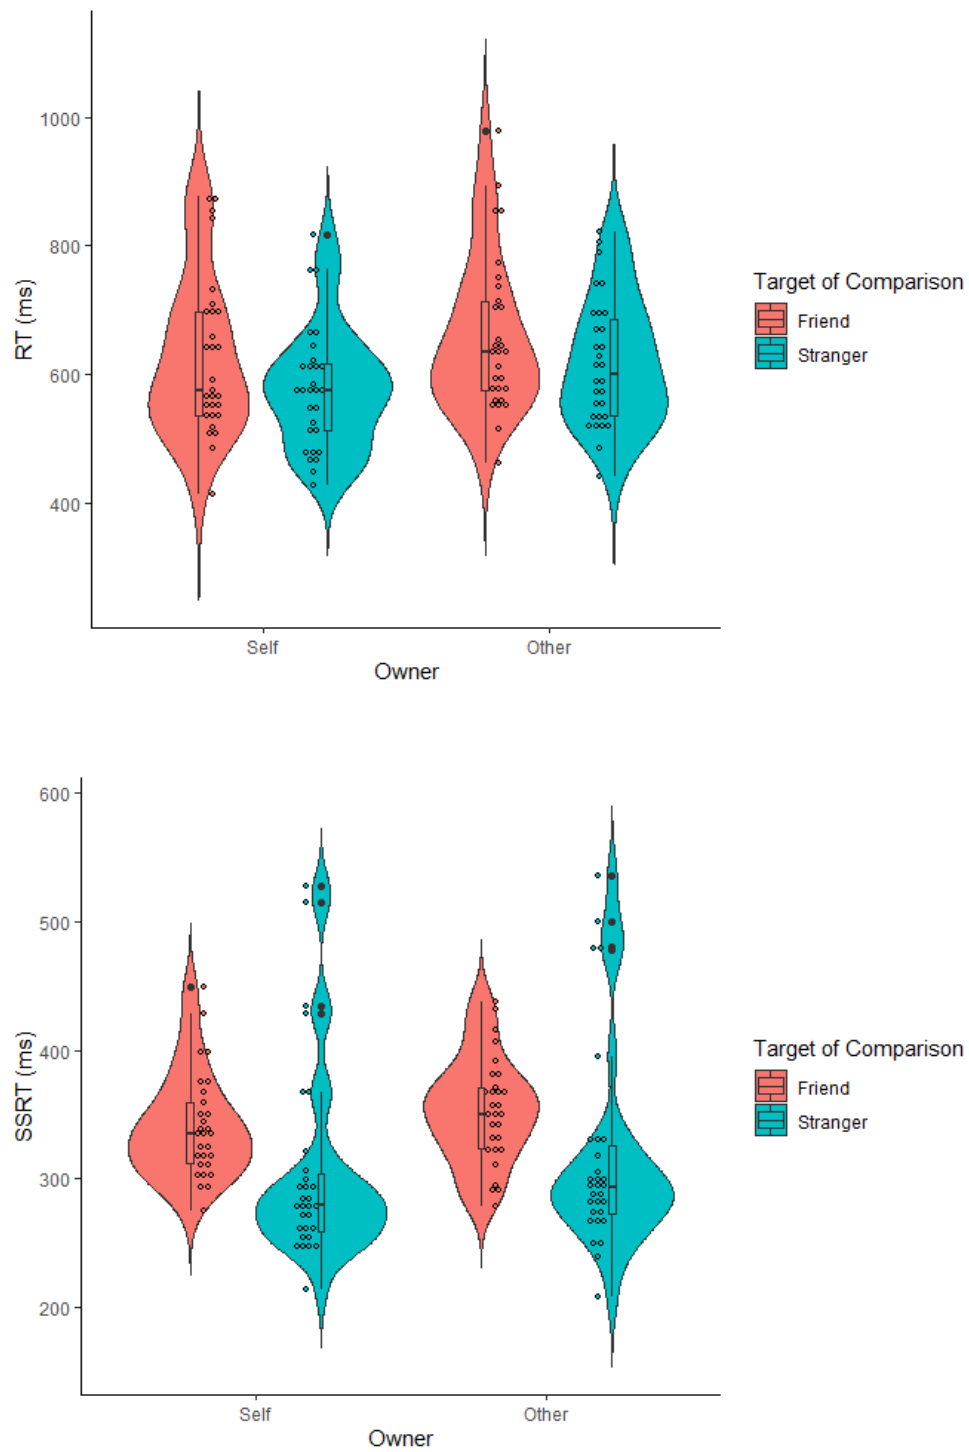 1000
800
600
400
RT (ms)
Self
Other
Owner
Target of Comparison
Friend
Stranger
600
500
400
300
200
SSRT (ms)
Self
Other
Owner
Target of Comparison
Friend
Stranger